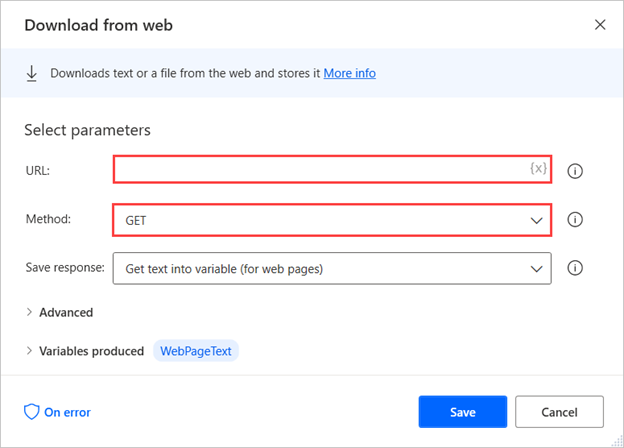 Download from web
Downloads text or a file from the web and stores it More info
Select parameters
URL: {x}
Method: GET
Save response: Get text into variable (for web pages)
Advanced
Variables produced WebPageText
On error Save Cancel